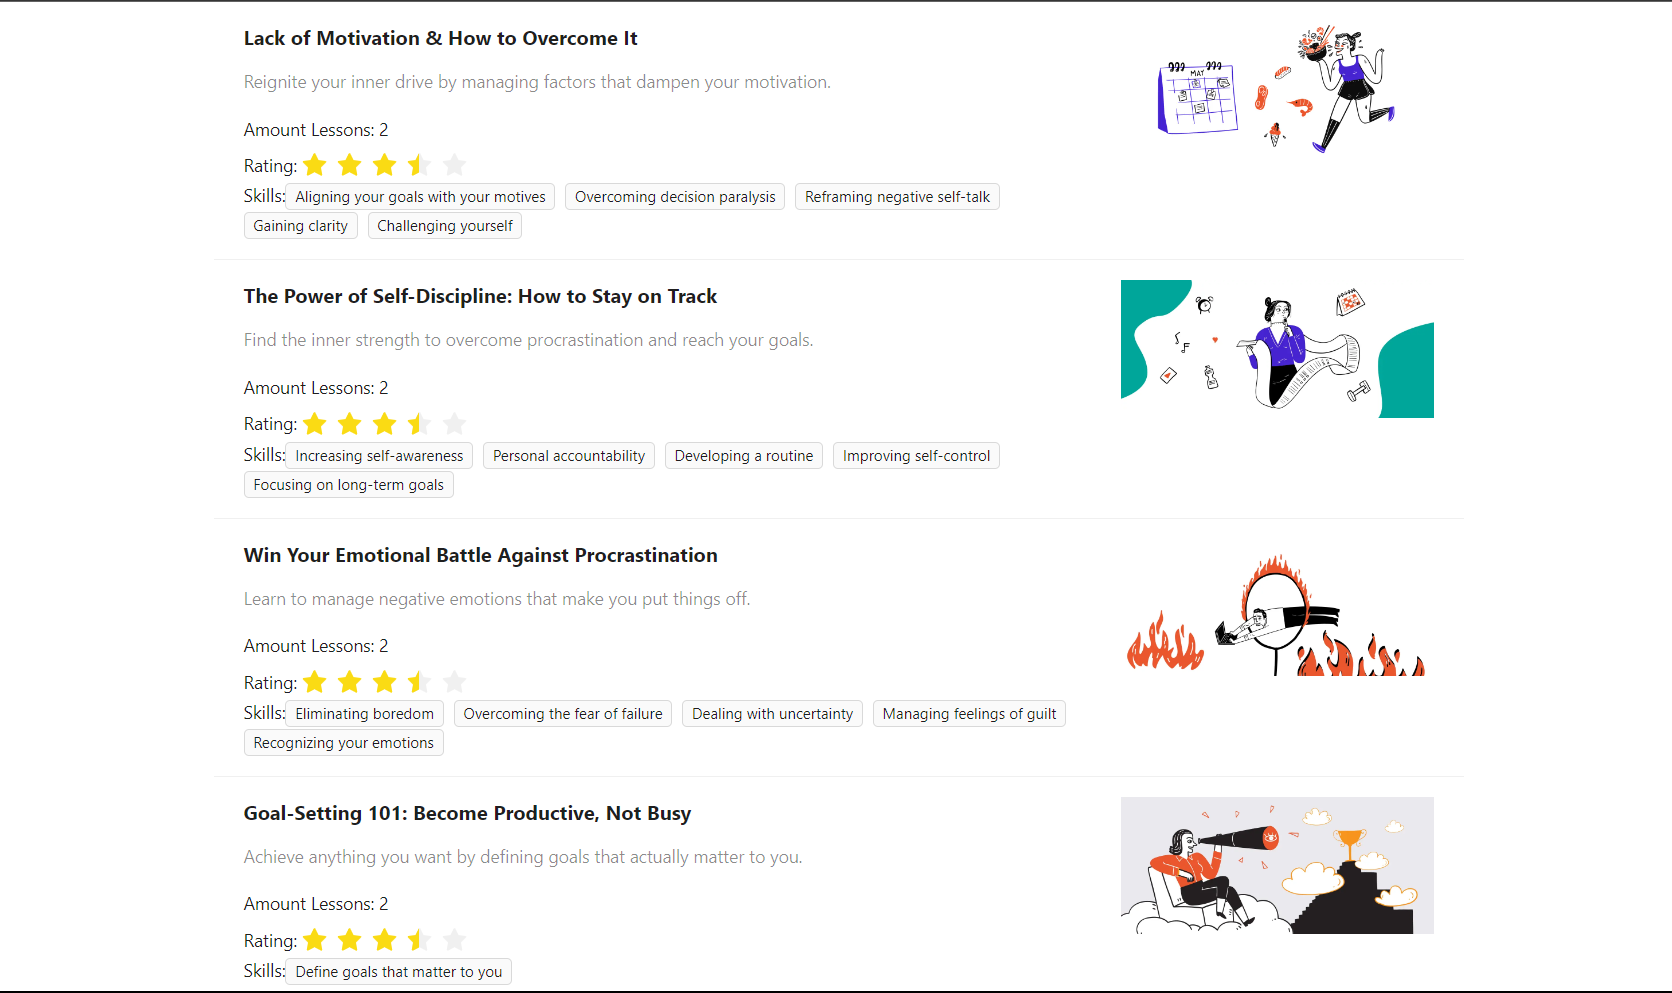 Lack of Motivation & How to Overcome It
Reignite your inner drive by managing factors that dampen your motivation.
Amount Lessons: 2
Rating:
Skills: Aligning your goals with your motives Overcoming decision paralysis Reframing negative self-talk
Gaining clarity Challenging yourself
MAY
The Power of Self-Discipline: How to Stay on Track
Find the inner strength to overcome procrastination and reach your goals.
Amount Lessons: 2
Rating:
Skills: Increasing self-awareness Personal accountability Developing a routine Improving self-control
Focusing on long-term goals
Win Your Emotional Battle Against Procrastination
Learn to manage negative emotions that make you put things off.
Amount Lessons: 2
Rating:
Skills: Eliminating boredom Overcoming the fear of failure Dealing with uncertainty Managing feelings of guilt
Recognizing your emotions
Goal-Setting 101: Become Productive, Not Busy
Achieve anything you want by defining goals that actually matter to you.
Amount Lessons: 2
Rating:
Skills: Define goals that matter to you